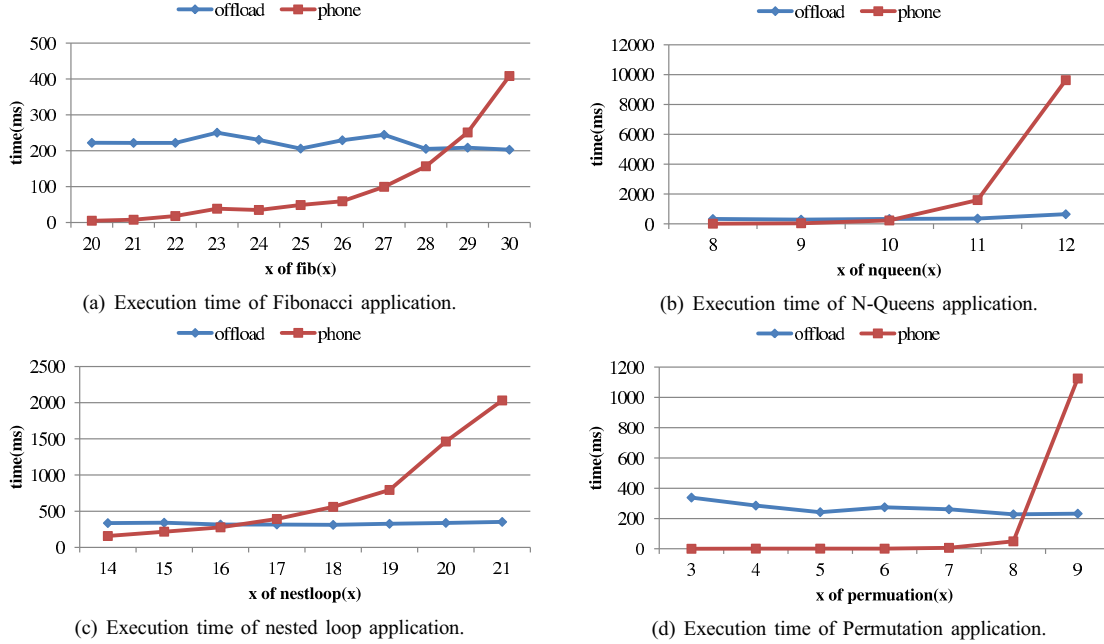 offload phone
500
400
300
200
100
0
time(ms)
20 21 22 23 24 25 26 27 28 29 30
x of fib(x)
(a) Execution time of Fibonacci application.
offload phone
12000
10000
8000
6000
4000
2000
0
time(ms)
8 9 10 11 12
x of nqueen(x)
(b) Execution time of N-Queens application.
offload phone
2500
2000
1500
1000
500
0
time(ms)
14 15 16 17 18 19 20 21
x of nestloop(x)
(c) Execution time of nested loop application.
offload phone
1200
1000
800
600
400
200
0
time(ms)
3 4 5 6 7 8 9
x of permuation(x)
(d) Execution time of Permutation application.